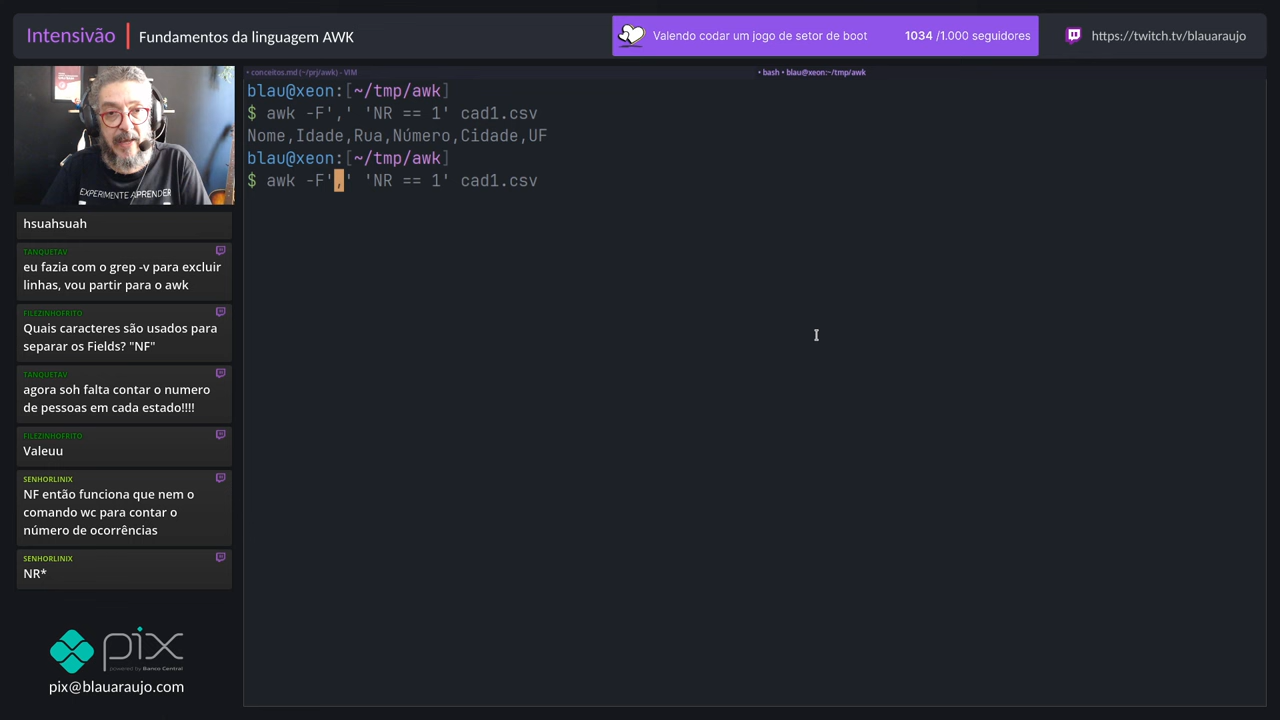 Intensivão | Fundamentos da linguagem AWK
Valendo codar um jogo de setor de boot 1034 /1.000 seguidores
https://twitch.tv/blauaraujo
• conceitos.md (~/prj/awk) - VIM
• bash • blau@xeon:~/tmp/awk
blau@xeon:[~/tmp/awk]
$ awk -F',' 'NR == 1' cad1.csv
Nome,Idade,Rua,Número,Cidade,UF
blau@xeon:[~/tmp/awk]
$ awk -F',' 'NR == 1' cad1.csv
EXPERIMENTE APRENDER
hsuahsuah
TANQUETAV
eu fazia com o grep -v para excluir
linhas, vou partir para o awk
FILEZINHOFRITO
Quais caracteres são usados para
separar os Fields? "NF"
TANQUETAV
agora soh falta contar o numero
de pessoas em cada estado!!!!
FILEZINHOFRITO
Valeuu
SENHORLINIX
NF então funciona que nem o
comando wc para contar o
número de ocorrências
SENHORLINIX
NR*
pix
powered by Banco Central
pix@blauaraujo.com